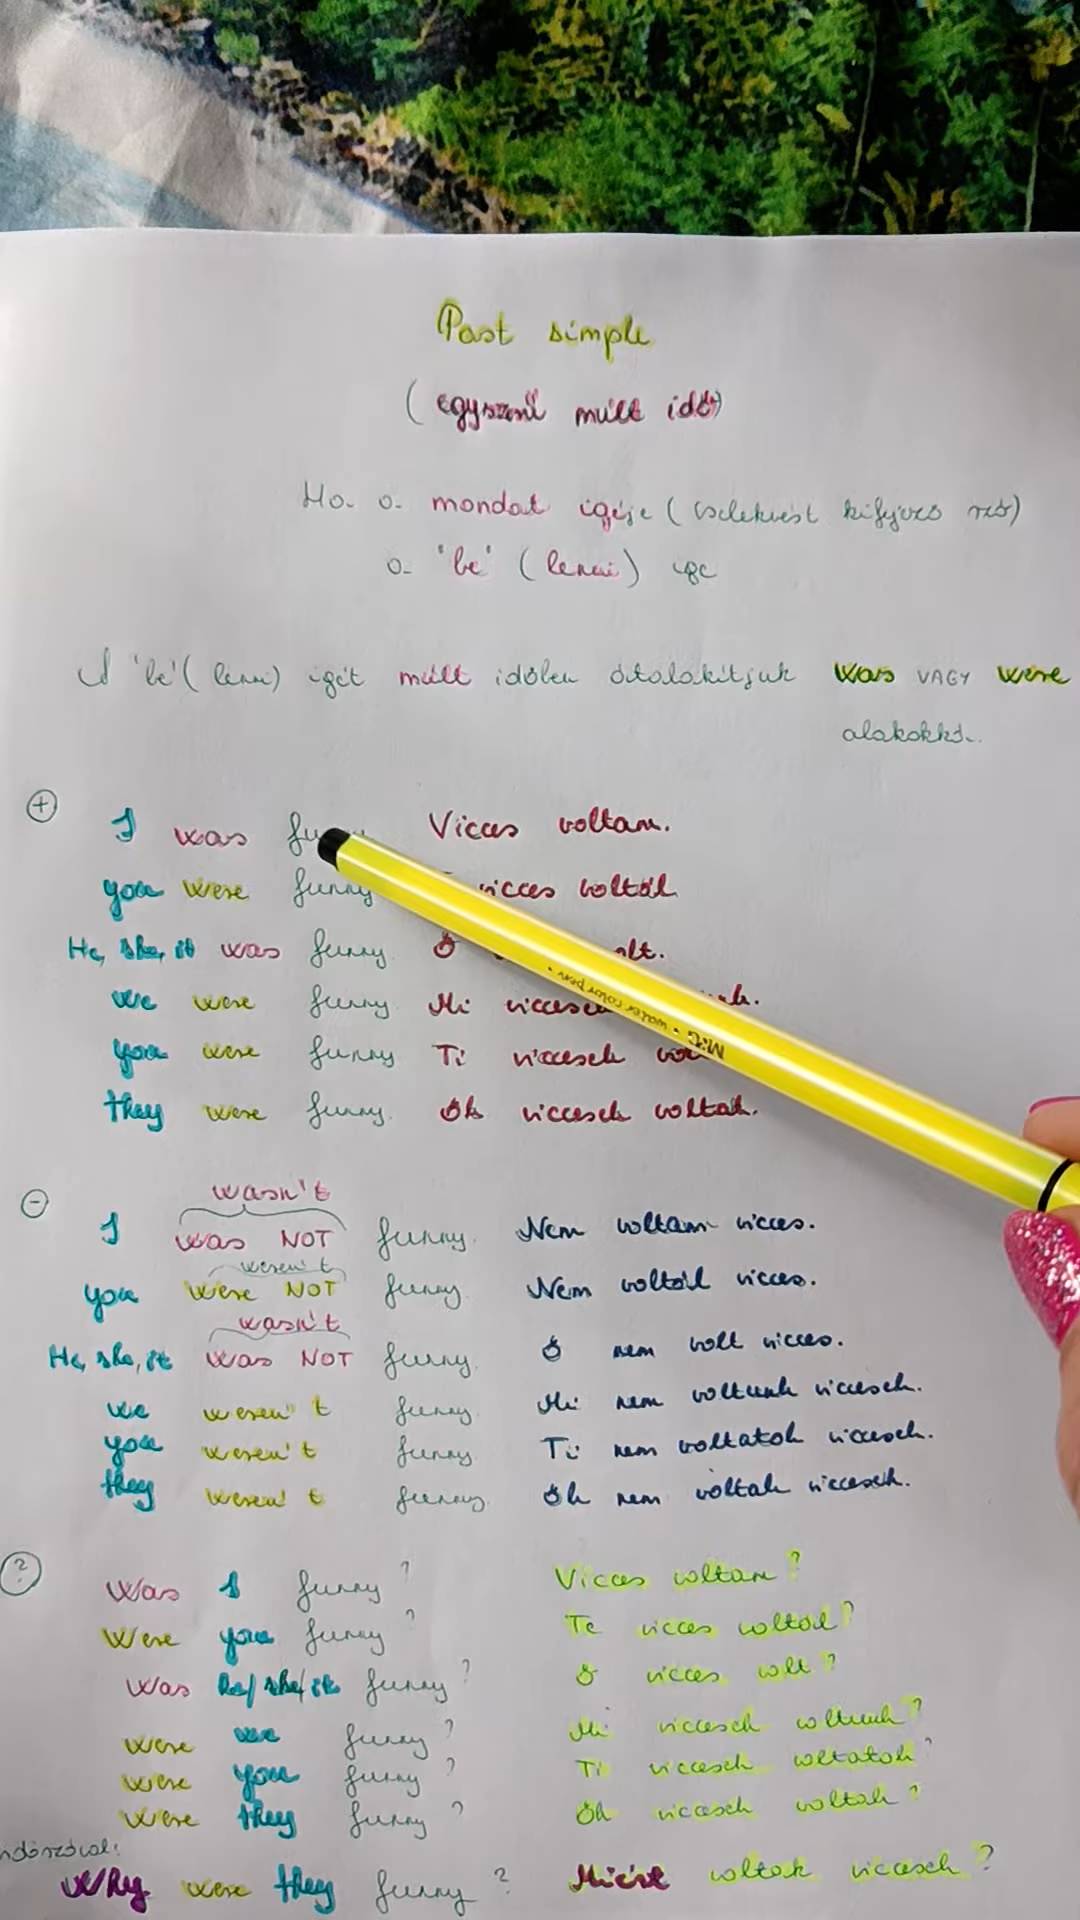 Past simple
(egyszerű múlt idő)
Ha a mondat igéje (cselekvést kifejező szó)
a 'be' (lenni) ige
A 'be' (lenni) igét múlt időben átalakítjuk was VAGY were
alakokká.
+
I was Vicces voltam.
you were funny vicces voltál
He, she, it was funny. Ő
we were funny. Mi
you were funny Ti viccesek
they were funny. Ők viccesek voltak.
wasn't
- I was NOT funny. Nem voltam vicces.
weren't
you were NOT funny. Nem voltál vicces.
wasn't
He, she, it was NOT funny. Ő nem volt vicces.
we weren't funny. Mi nem voltunk viccesek.
you weren't funny. Ti nem voltatok viccesek.
they weren't funny. Ők nem voltak viccesek.
? Was I funny? Vicces voltam?
Were you funny? Te vicces voltál?
Was he/she/it funny? Ő vicces volt?
were we funny? Mi viccesek voltunk?
were you funny? Ti viccesek voltatok?
were they funny? Ők viccesek voltak?
WHy were they funny? Miért voltak viccesek?
water color pen